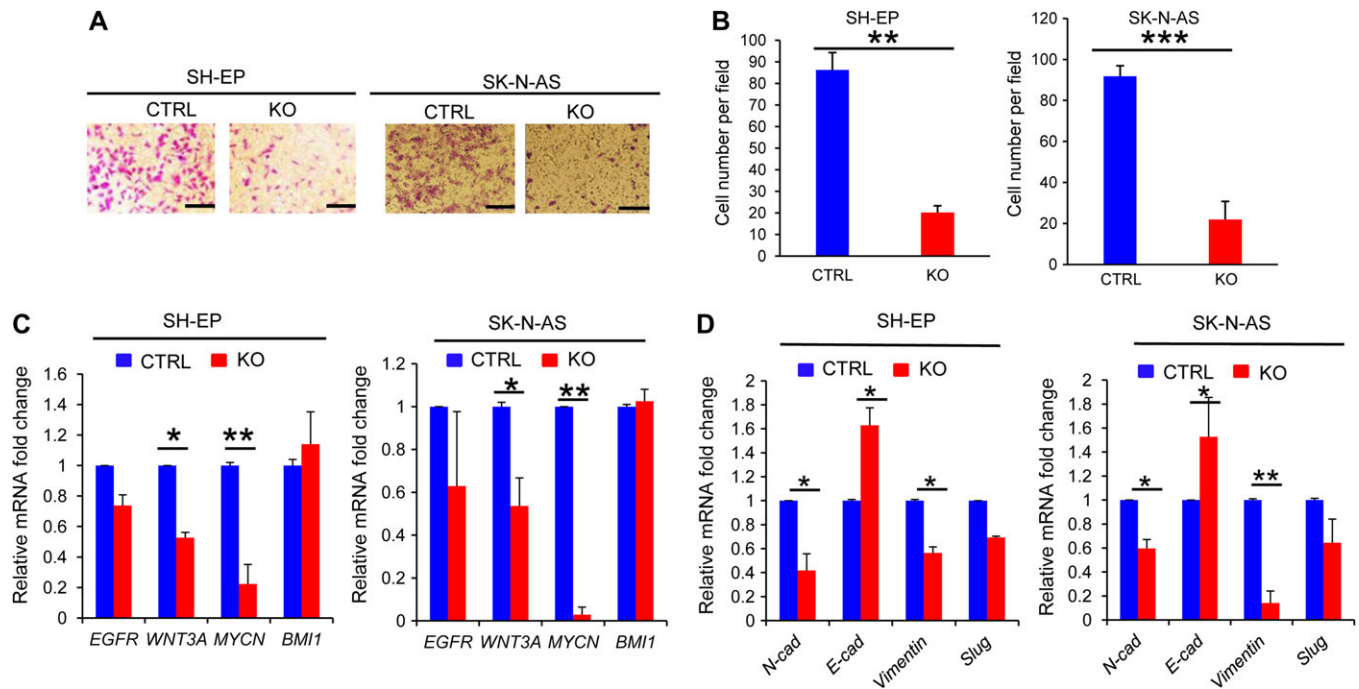 A
SH-EP
SK-N-AS
CTRL
KO
CTRL
KO
B
SH-EP
**
Cell number per field
100
90
80
70
60
50
40
30
20
10
0
CTRL
KO
SK-N-AS
***
Cell number per field
120
100
80
60
40
20
0
CTRL
KO
C
SH-EP
CTRL KO
Relative mRNA fold change
1.6
1.4
1.2
1
0.8
0.6
0.4
0.2
0
* **
EGFR WNT3A MYCN BMI1
SK-N-AS
CTRL KO
Relative mRNA fold change
1.2
1
0.8
0.6
0.4
0.2
0
* **
EGFR WNT3A MYCN BMI1
D
SH-EP
CTRL KO
Relative mRNA fold change
2
1.8
1.6
1.4
1.2
1
0.8
0.6
0.4
0.2
0
* * *
N-cad E-cad Vimentin Slug
SK-N-AS
CTRL KO
Relative mRNA fold change
2
1.8
1.6
1.4
1.2
1
0.8
0.6
0.4
0.2
0
* * **
N-cad E-cad Vimentin Slug